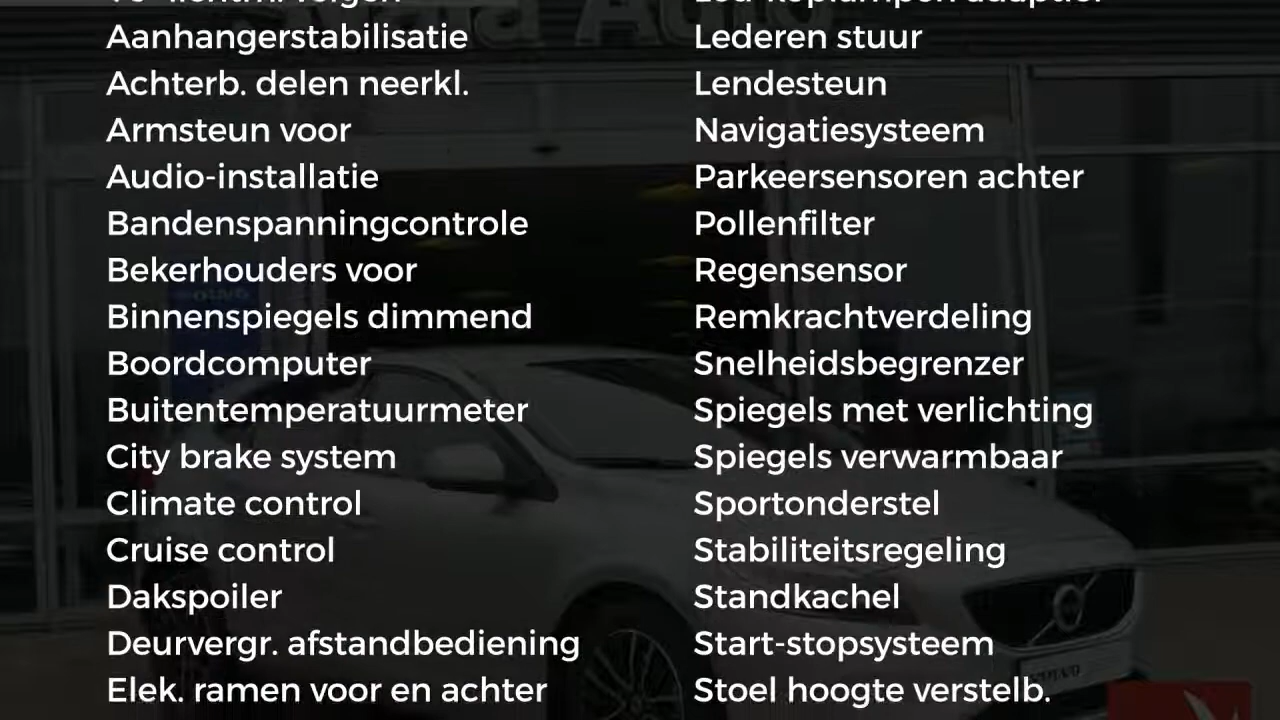 Aanhangerstabilisatie
Achterb. delen neerkl.
Armsteun voor
Audio-installatie
Bandenspanningcontrole
Bekerhouders voor
Binnenspiegels dimmend
Boordcomputer
Buitentemperatuurmeter
City brake system
Climate control
Cruise control
Dakspoiler
Deurvergr. afstandbediening
Elek. ramen voor en achter
Lederen stuur
Lendesteun
Navigatiesysteem
Parkeersensoren achter
Pollenfilter
Regensensor
Remkrachtverdeling
Snelheidsbegrenzer
Spiegels met verlichting
Spiegels verwarmbaar
Sportonderstel
Stabiliteitsregeling
Standkachel
Start-stopsysteem
Stoel hoogte verstelb.
VOLVO